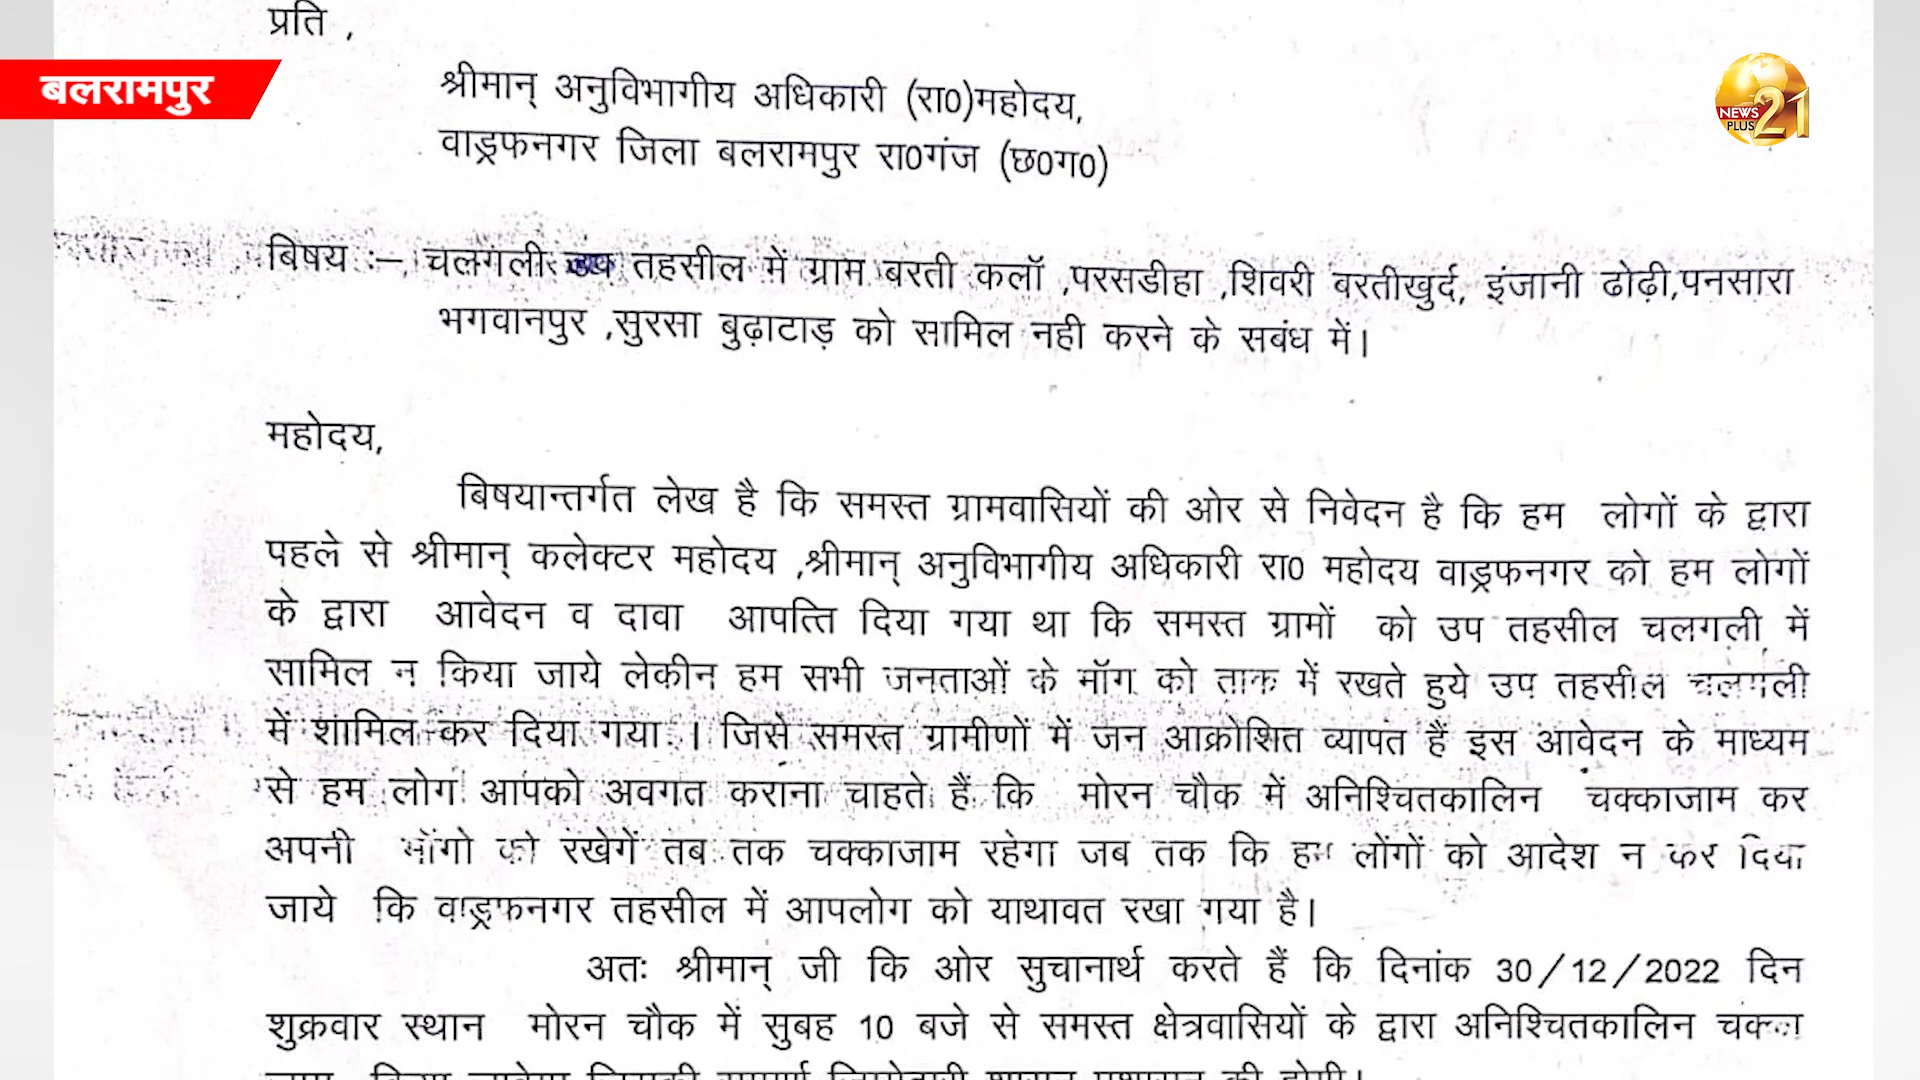 प्रति ,
बलरामपुर
श्रीमान् अनुविभागीय अधिकारी (रा0)महोदय,
NEWS PLUS 21
वाड्रफनगर जिला बलरामपुर रा0गंज (छ0ग0)
बिषय :– चलगली उप तहसील में ग्राम बरती कलॉ ,परसडीहा ,शिवरी बरतीखुर्द, इंजानी ढोढ़ी,पनसारा
भगवानपुर ,सुरसा बुढ़ाटाड़ को सामिल नही करने के सबंध में।
महोदय,
बिषयान्तर्गत लेख है कि समस्त ग्रामवासियों की ओर से निवेदन है कि हम लोगों के द्वारा
पहले से श्रीमान् कलेक्टर महोदय ,श्रीमान् अनुविभागीय अधिकारी रा0 महोदय वाड्रफनगर को हम लोगों
के द्वारा आवेदन व दावा आपत्ति दिया गया था कि समस्त ग्रामों को उप तहसील चलगली में
सामिल न किया जाये लेकीन हम सभी जनताओं के मॉग को ताक में रखते हुये उप तहसील चलगली
में शामिल कर दिया गया । जिसे समस्त ग्रामीणों में जन आक्रोशित व्यापत हैं इस आवेदन के माध्यम
से हम लोग आपको अवगत कराना चाहते हैं कि मोरन चौक में अनिश्चितकालिन चक्काजाम कर
अपनी मॉगो को रखेगें तब तक चक्काजाम रहेगा जब तक कि हम लोंगों को आदेश न कर दिया
जाये कि वाड्रफनगर तहसील में आपलोग को याथावत रखा गया है।
अतः श्रीमान् जी कि ओर सुचानार्थ करते हैं कि दिनांक 30/12/2022 दिन
शुक्रवार स्थान मोरन चौक में सुबह 10 बजे से समस्त क्षेत्रवासियों के द्वारा अनिश्चितकालिन चक्का